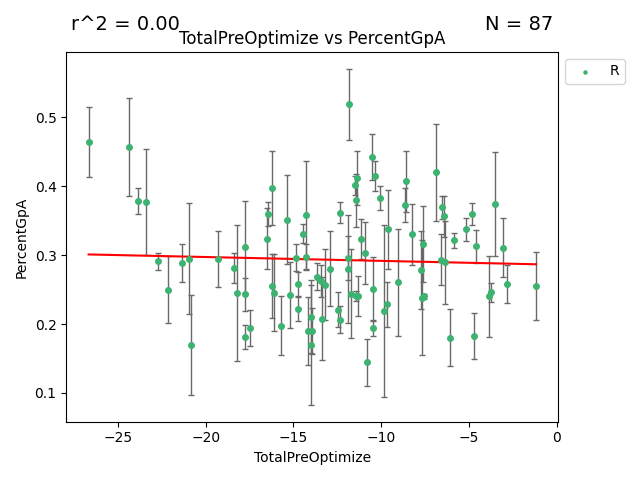 r^2 = 0.00
N = 87
TotalPreOptimize vs PercentGpA
R
PercentGpA
0.5
0.4
0.3
0.2
0.1
−25 −20 −15 −10 −5 0
TotalPreOptimize